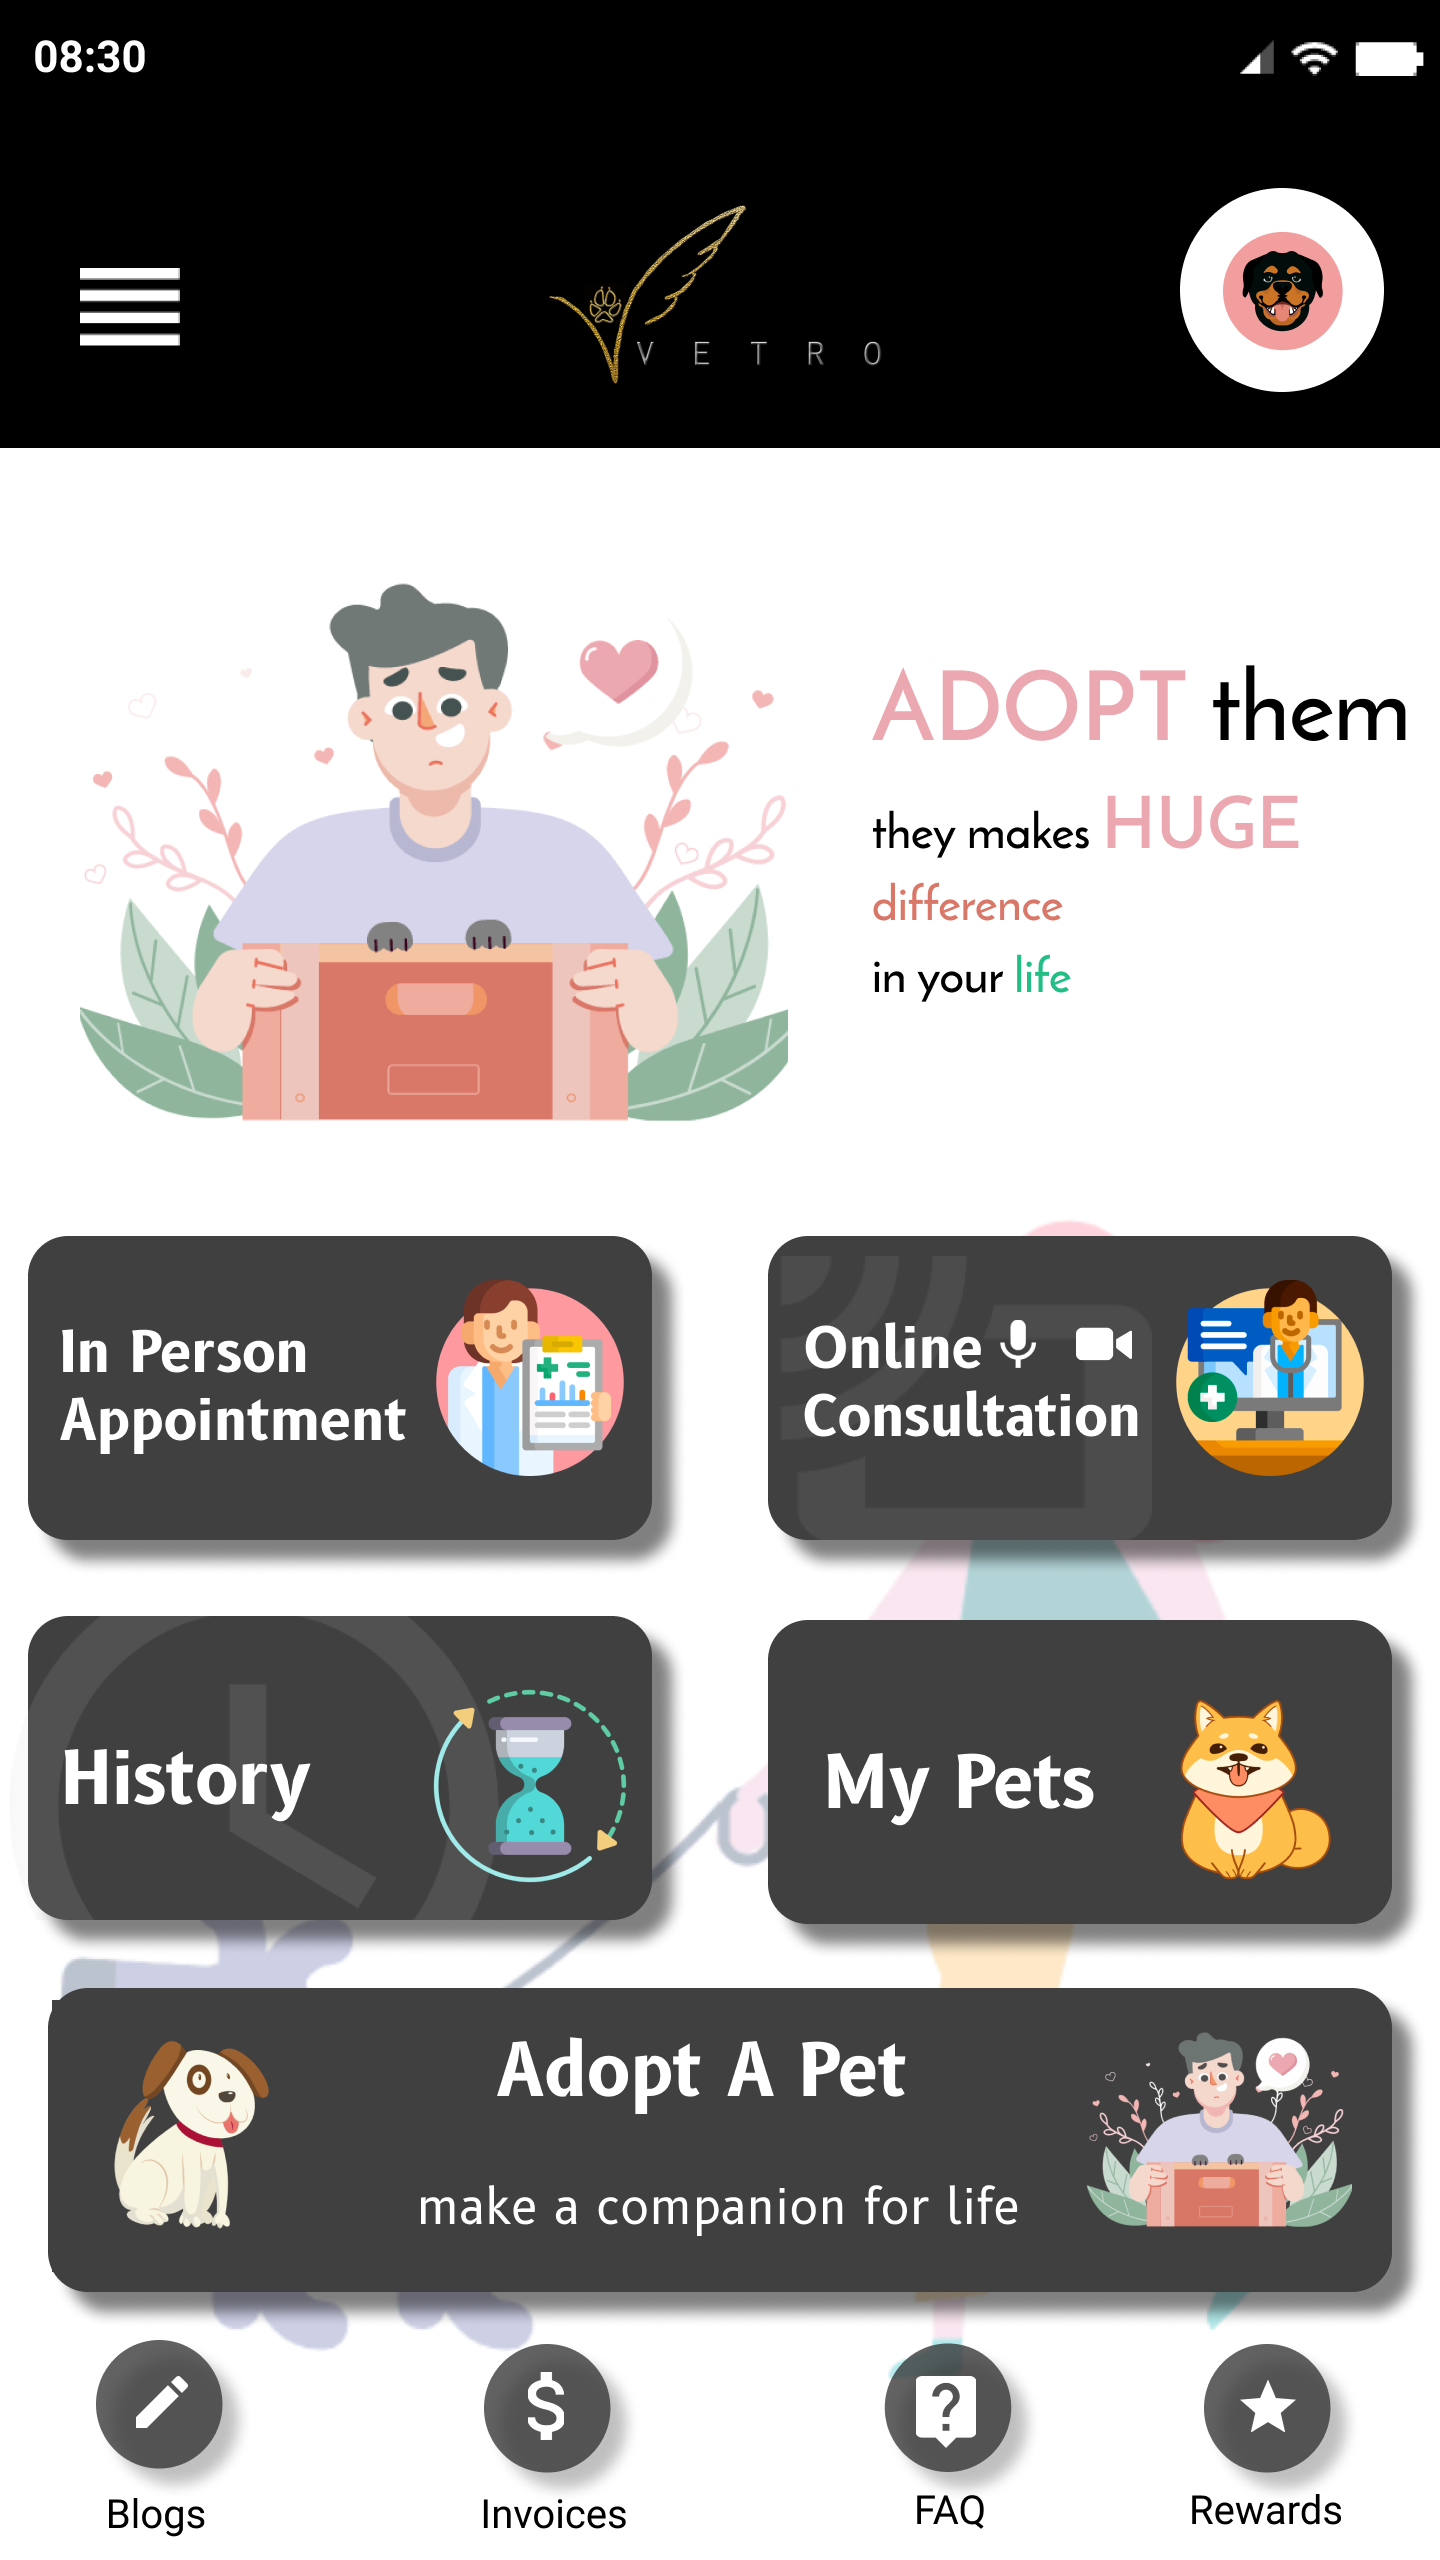 08:30
VETRO
ADOPT them
they makes HUGE
difference
in your life
In Person
Appointment
Online
Consultation
History
My Pets
Adopt A Pet
make a companion for life
Blogs
Invoices
FAQ
Rewards